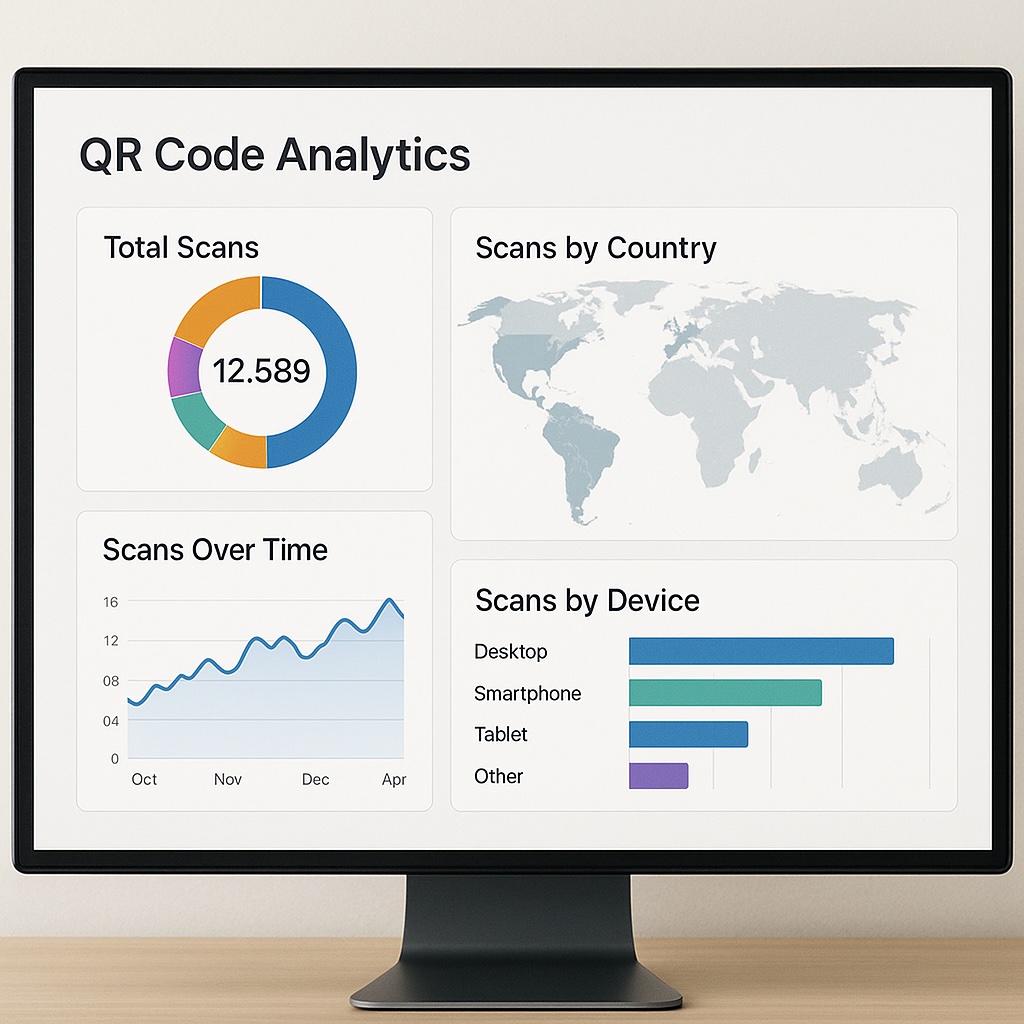 QR Code Analytics
Total Scans
12.589
Scans by Country
Scans Over Time
16
12
08
04
0
Oct Nov Dec Apr
Scans by Device
Desktop
Smartphone
Tablet
Other